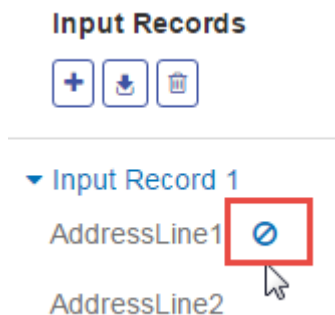 Input Records
Input Record 1
AddressLine1
AddressLine2